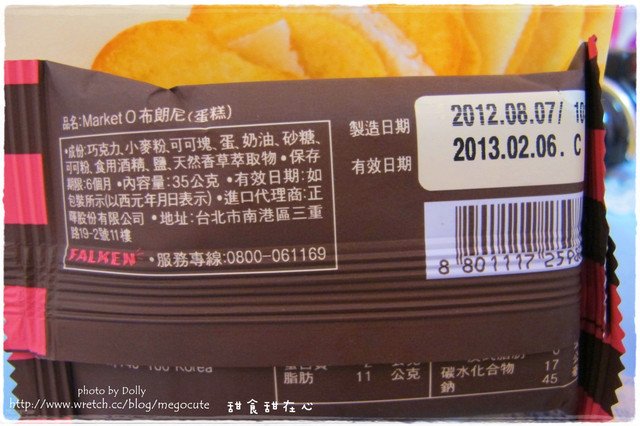 品名:Market O 布朗尼(蛋糕)
•成份:巧克力、小麥粉、可可塊、蛋、奶油、砂糖、
可可粉、食用酒精、鹽、天然香草萃取物•保存
期限:6個月 •內容量:35公克 •有效日期:如
包裝所示(以西元年月日表示)•進口代理商:正
暉股份有限公司 •地址:台北市南港區三重
路19-2號11樓
FALKEN •服務專線:0800-061169
製造日期
2012.08.07/ 10
有效日期
2013.02.06. C
8 801117 259
Korea
脂肪 11 公克
碳水化合物 17
鈉 45
photo by Dolly
http://www.wretch.cc/blog/megocute 甜食甜在心